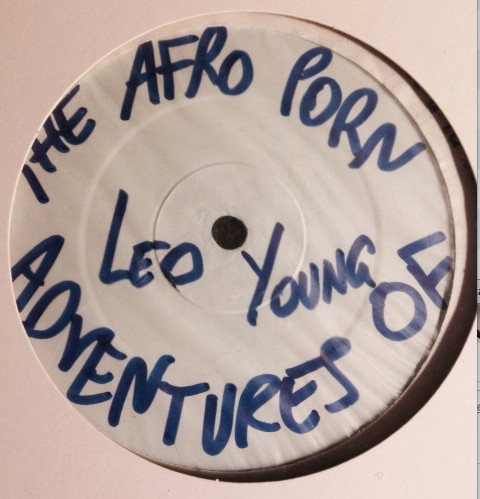 THE AFRO PORN
ADVENTURES OF
LEO YOUNG